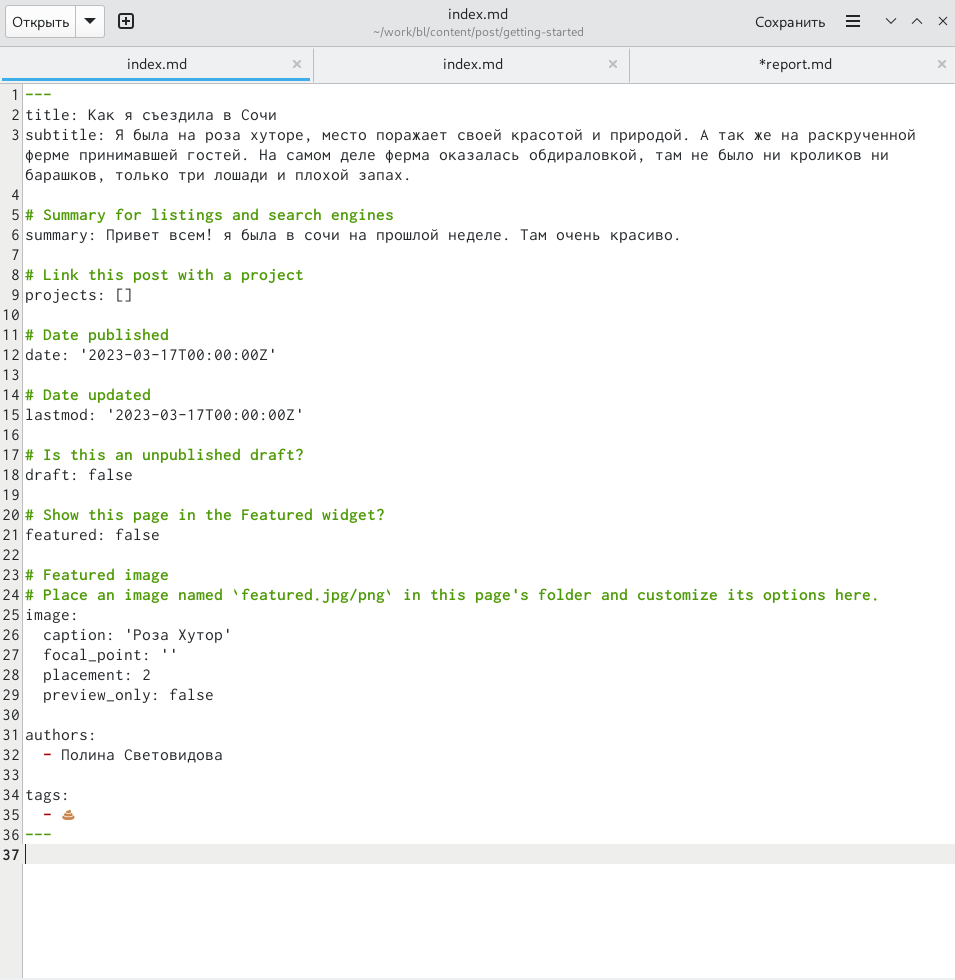 Открыть
index.md
~/work/bl/content/post/getting-started
Сохранить
index.md
index.md
*report.md
1 ---
2 title: Как я съездила в Сочи
3 subtitle: Я была на роза хуторе, место поражает своей красотой и природой. А так же на раскрученной
ферме принимавшей гостей. На самом деле ферма оказалась обдираловкой, там не было ни кроликов ни
барашков, только три лошади и плохой запах.
4
5 # Summary for listings and search engines
6 summary: Привет всем! я была в сочи на прошлой неделе. Там очень красиво.
7
8 # Link this post with a project
9 projects: []
10
11 # Date published
12 date: '2023-03-17T00:00:00Z'
13
14 # Date updated
15 lastmod: '2023-03-17T00:00:00Z'
16
17 # Is this an unpublished draft?
18 draft: false
19
20 # Show this page in the Featured widget?
21 featured: false
22
23 # Featured image
24 # Place an image named `featured.jpg/png` in this page's folder and customize its options here.
25 image:
26   caption: 'Роза Хутор'
27   focal_point: ''
28   placement: 2
29   preview_only: false
30
31 authors:
32   - Полина Световидова
33
34 tags:
35   - 💩
36 ---
37